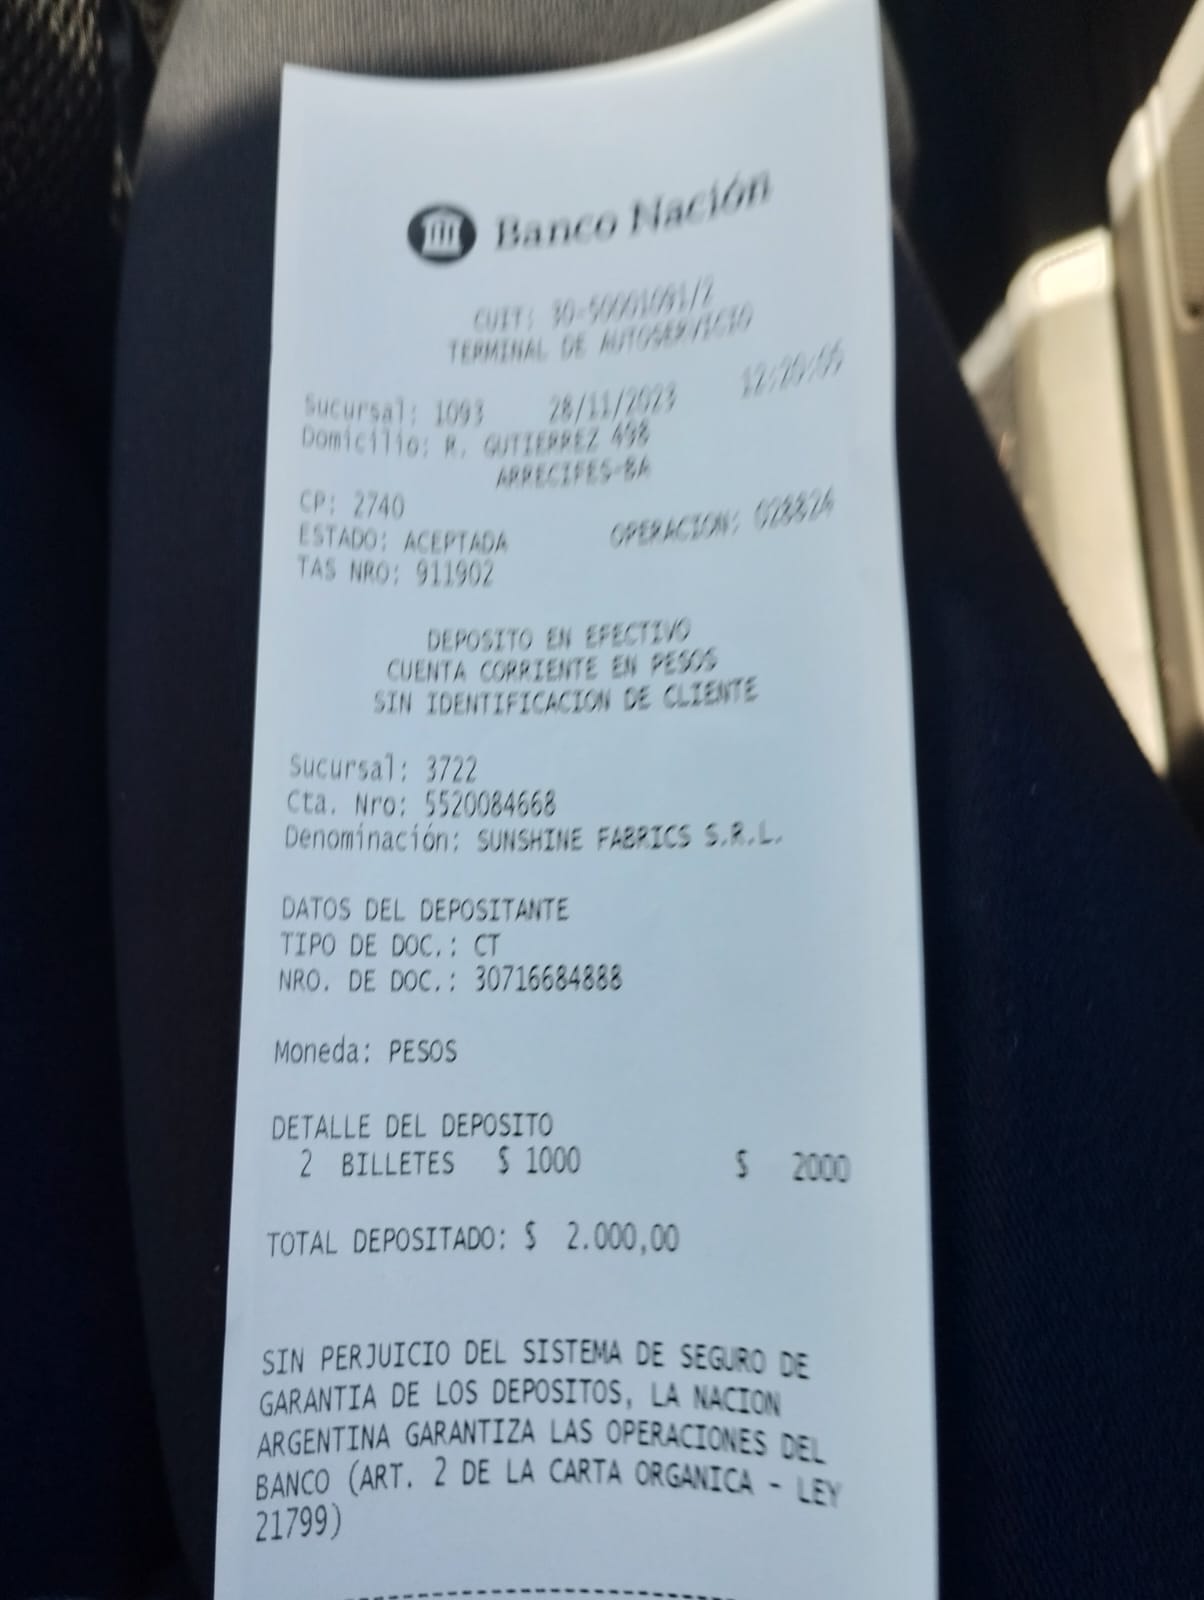 Banco Nación
CUIT: 30-50001091/2
TERMINAL DE AUTOSERVICIO
Sucursal: 1093 28/11/2023
Domicilio: R. GUTIERREZ 498
ARRECIFES-BA
CP: 2740
ESTADO: ACEPTADA OPERACION: 028824
TAS NRO: 911902
DEPOSITO EN EFECTIVO
CUENTA CORRIENTE EN PESOS
SIN IDENTIFICACION DE CLIENTE
Sucursal: 3722
Cta. Nro: 5520084668
Denominación: SUNSHINE FABRICS S.R.L.
DATOS DEL DEPOSITANTE
TIPO DE DOC.: CT
NRO. DE DOC.: 30716684888
Moneda: PESOS
DETALLE DEL DEPOSITO
2 BILLETES $ 1000 $ 2000
TOTAL DEPOSITADO: $ 2.000,00
SIN PERJUICIO DEL SISTEMA DE SEGURO DE
GARANTIA DE LOS DEPOSITOS, LA NACION
ARGENTINA GARANTIZA LAS OPERACIONES DEL
BANCO (ART. 2 DE LA CARTA ORGANICA - LEY
21799)